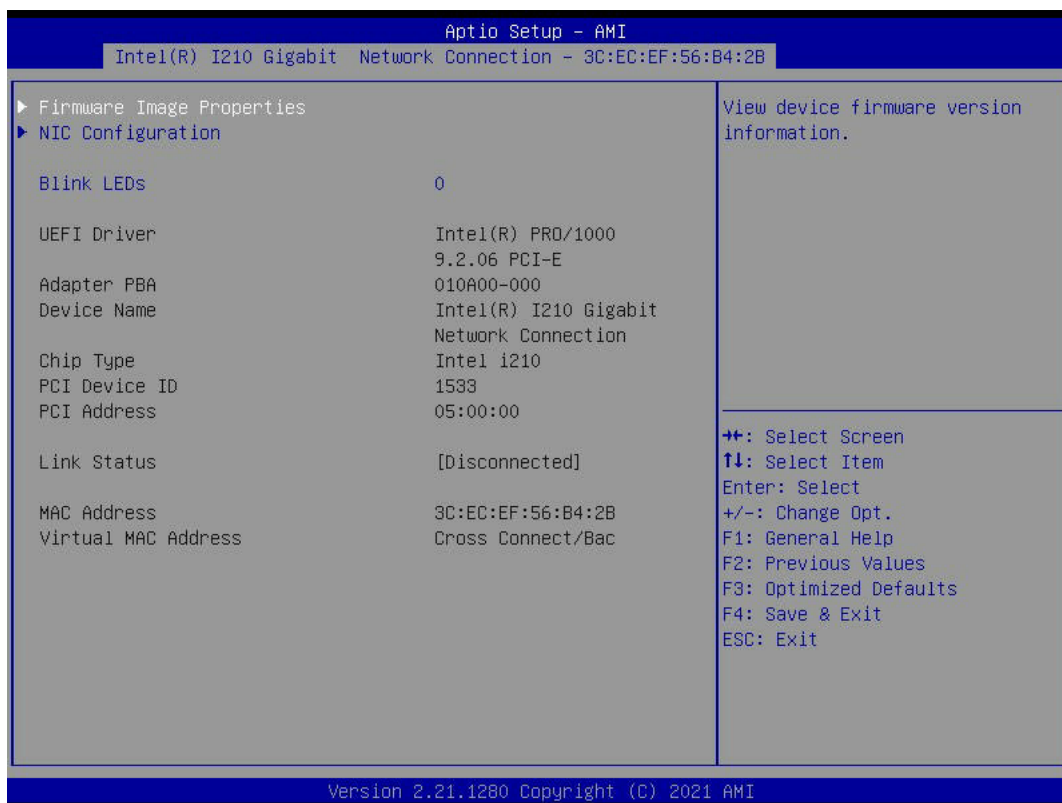 Aptio Setup – AMI
Intel(R) I210 Gigabit  Network Connection – 3C:EC:EF:56:B4:2B
▶ Firmware Image Properties
▶ NIC Configuration
Blink LEDs 0
UEFI Driver Intel(R) PRO/1000
9.2.06 PCI-E
Adapter PBA 010A00-000
Device Name Intel(R) I210 Gigabit
Network Connection
Chip Type Intel i210
PCI Device ID 1533
PCI Address 05:00:00
Link Status [Disconnected]
MAC Address 3C:EC:EF:56:B4:2B
Virtual MAC Address Cross Connect/Bac
View device firmware version
information.
→←: Select Screen
↑↓: Select Item
Enter: Select
+/-: Change Opt.
F1: General Help
F2: Previous Values
F3: Optimized Defaults
F4: Save & Exit
ESC: Exit
Version 2.21.1280 Copyright (C) 2021 AMI